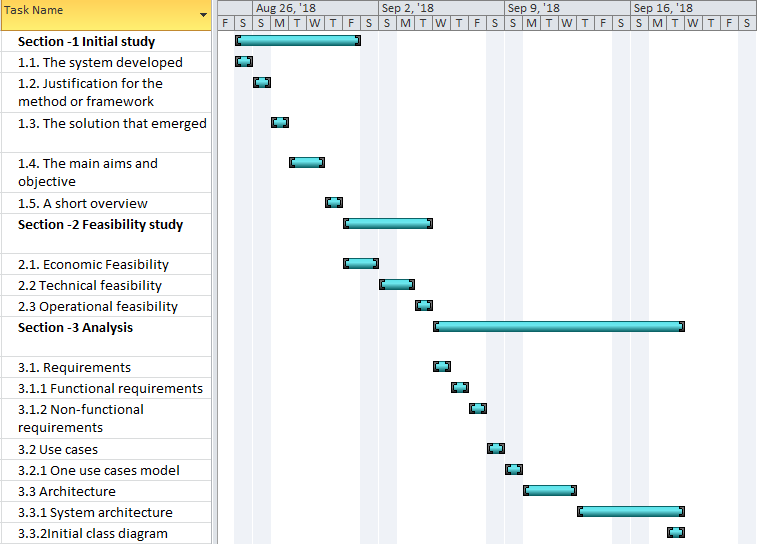 Task Name
Aug 26, '18 Sep 2, '18 Sep 9, '18 Sep 16, '18
F S S M T W T F S S M T W T F S S M T W T F S S M T W T F S
Section -1 Initial study
1.1. The system developed
1.2. Justification for the
method or framework
1.3. The solution that emerged
1.4. The main aims and
objective
1.5. A short overview
Section -2 Feasibility study
2.1. Economic Feasibility
2.2 Technical feasibility
2.3 Operational feasibility
Section -3 Analysis
3.1. Requirements
3.1.1 Functional requirements
3.1.2 Non-functional
requirements
3.2 Use cases
3.2.1 One use cases model
3.3 Architecture
3.3.1 System architecture
3.3.2Initial class diagram